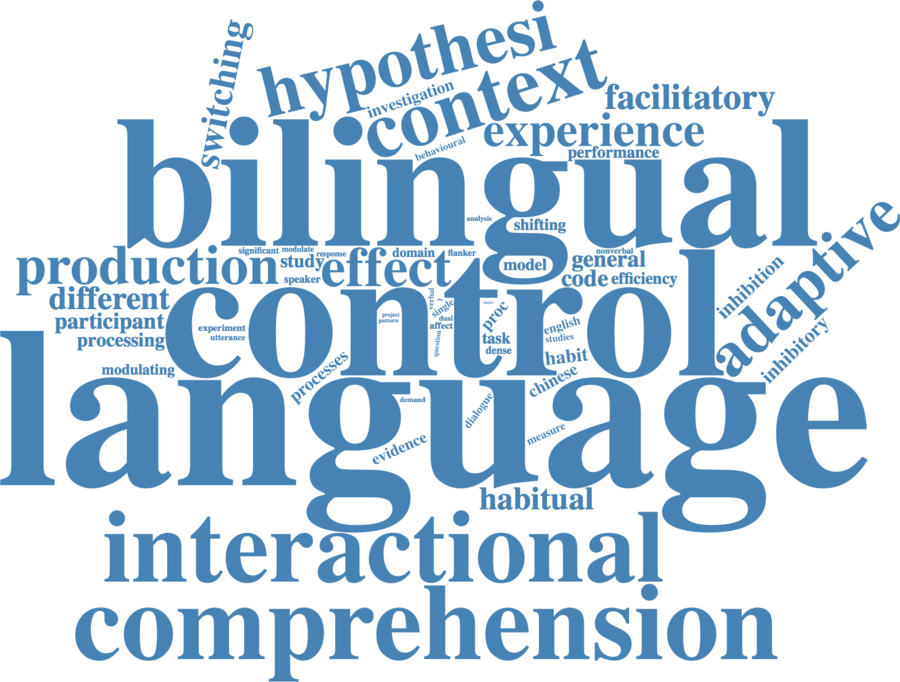 switching
hypothesi
investigation
context
behavioural
facilitatory
experience
performance
bilingual
analysis
shifting
adaptive
production
significant
modulate
study
response
speaker
effect
domain
flanker
model
nonverbal
general
code
efficiency
inhibition
inhibitory
different
participant
processing
modulating
control
experiment
utterance
project
pattern
verbal
single
dual
affect
question
proc
task
dense
english
studies
habit
chinese
processes
language
demand
dialogue
evidence
measure
habitual
interactional
comprehension